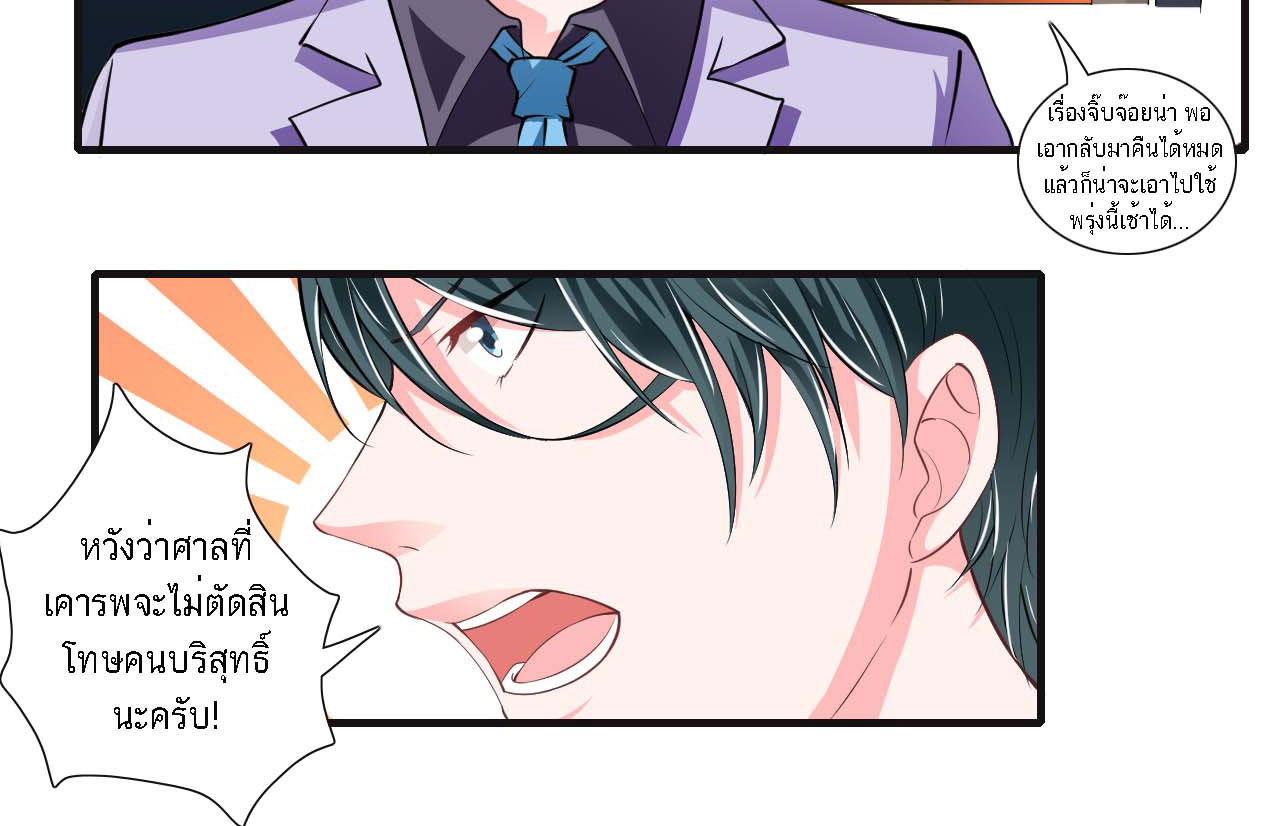 เรื่องจิ๊บจ๊อยน่า พอ
เอากลับมาคืนได้หมด
แล้วก็น่าจะเอาไปใช้
พรุ่งนี้เช้าได้...
หวังว่าศาลที่
เคารพจะไม่ตัดสิน
โทษคนบริสุทธิ์
นะครับ!